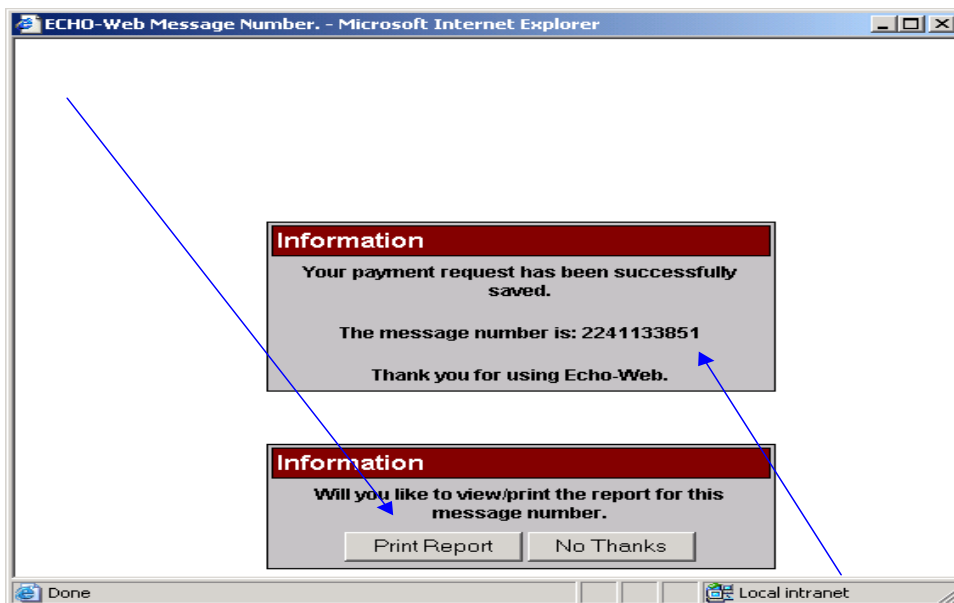 ECHO-Web Message Number. - Microsoft Internet Explorer
Information
Your payment request has been successfully
saved.
The message number is: 2241133851
Thank you for using Echo-Web.
Information
Will you like to view/print the report for this
message number.
Print Report No Thanks
Done Local intranet